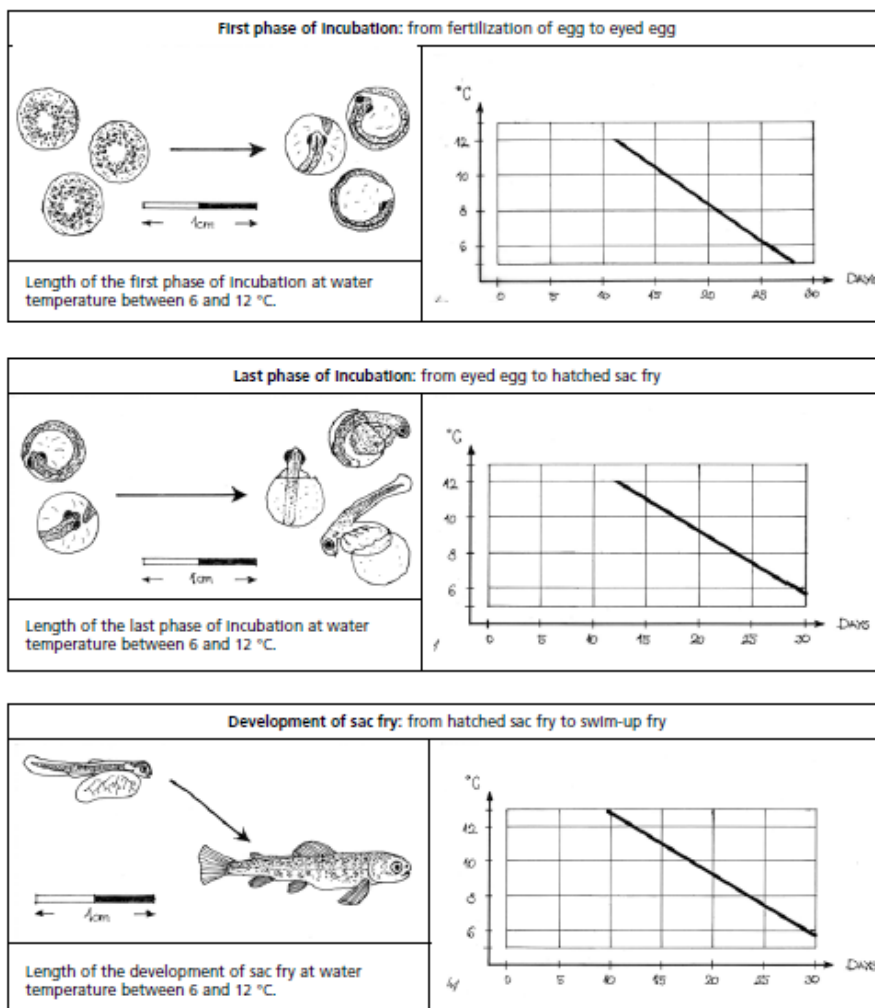 First phase of incubation: from fertilization of egg to eyed egg
°C
12
10
8
6
1cm
0 5 10 15 20 25 30
DAYS
Length of the first phase of incubation at water
temperature between 6 and 12 °C.
Last phase of incubation: from eyed egg to hatched sac fry
°C
12
10
8
6
1cm
0 5 10 15 20 25 30
DAYS
Length of the last phase of incubation at water
temperature between 6 and 12 °C.
Development of sac fry: from hatched sac fry to swim-up fry
°C
12
10
8
6
1cm
0 5 10 15 20 25 30
DAYS
Length of the development of sac fry at water
temperature between 6 and 12 °C.